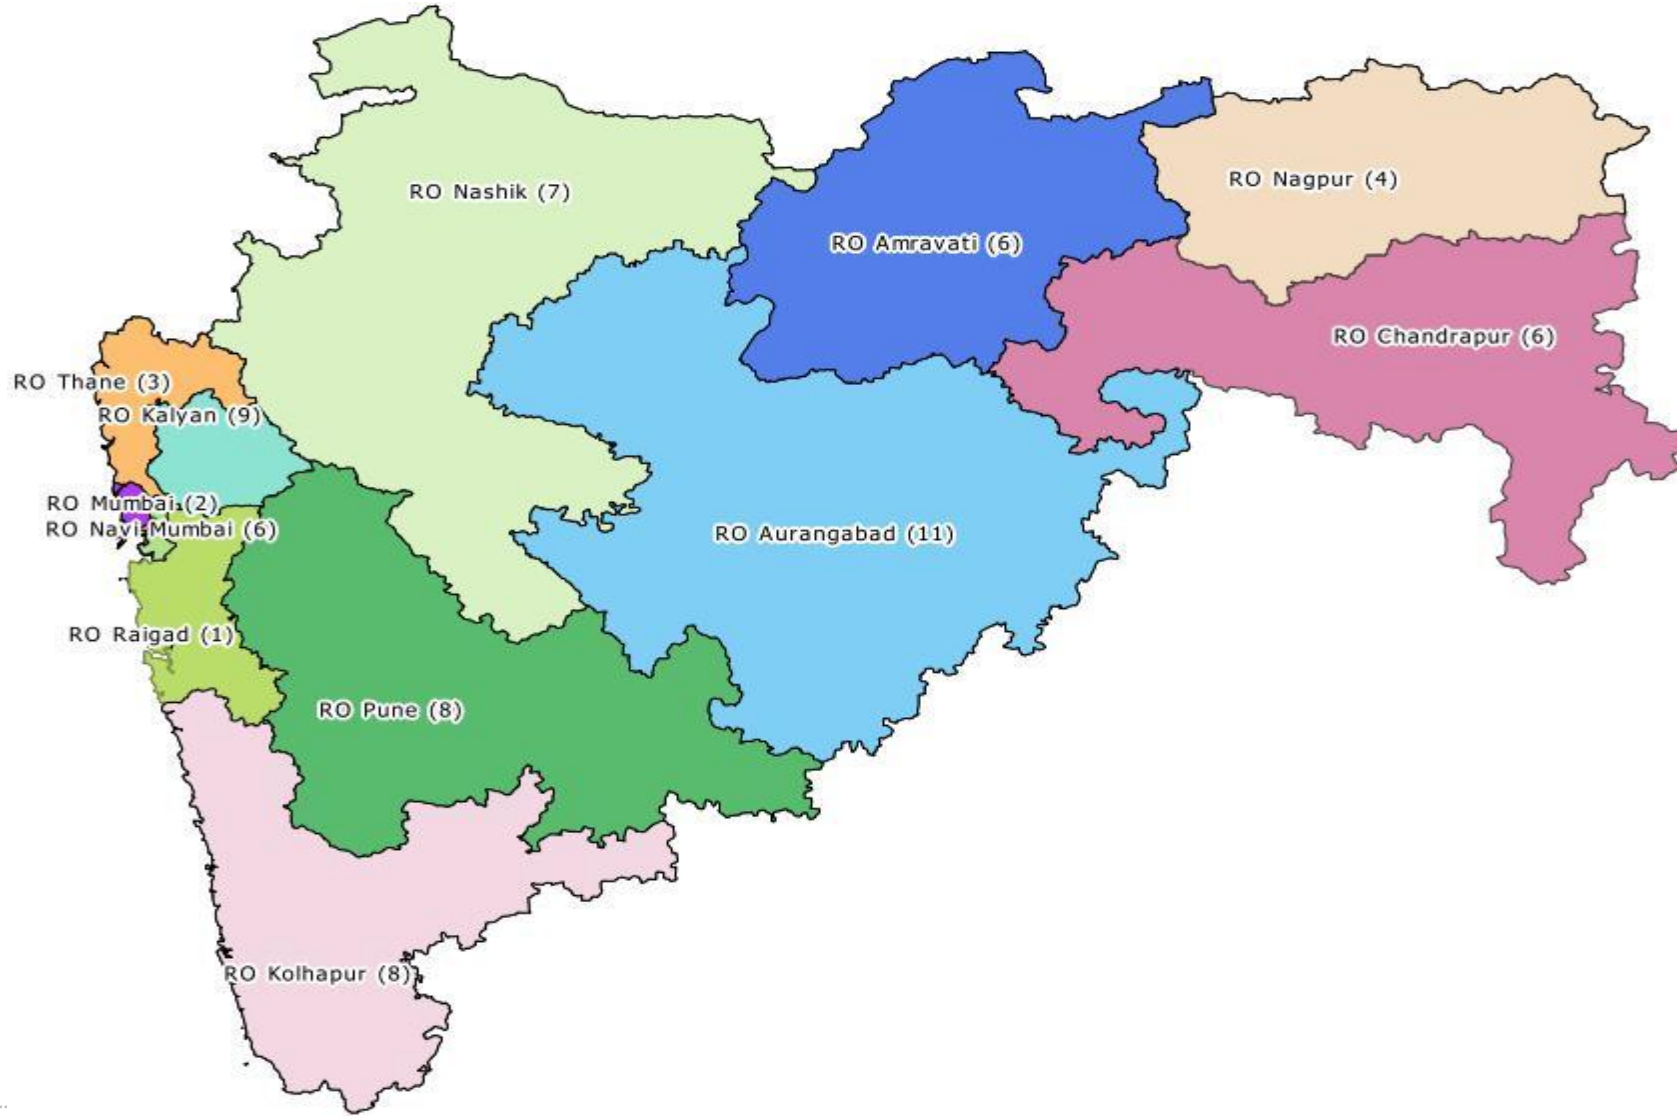 RO Nagpur (4)
RO Nashik (7)
RO Amravati (6)
RO Chandrapur (6)
RO Thane (3)
RO Kalyan (9)
RO Mumbai (2)
RO Navi Mumbai (6)
RO Aurangabad (11)
RO Raigad (1)
RO Pune (8)
RO Kolhapur (8)